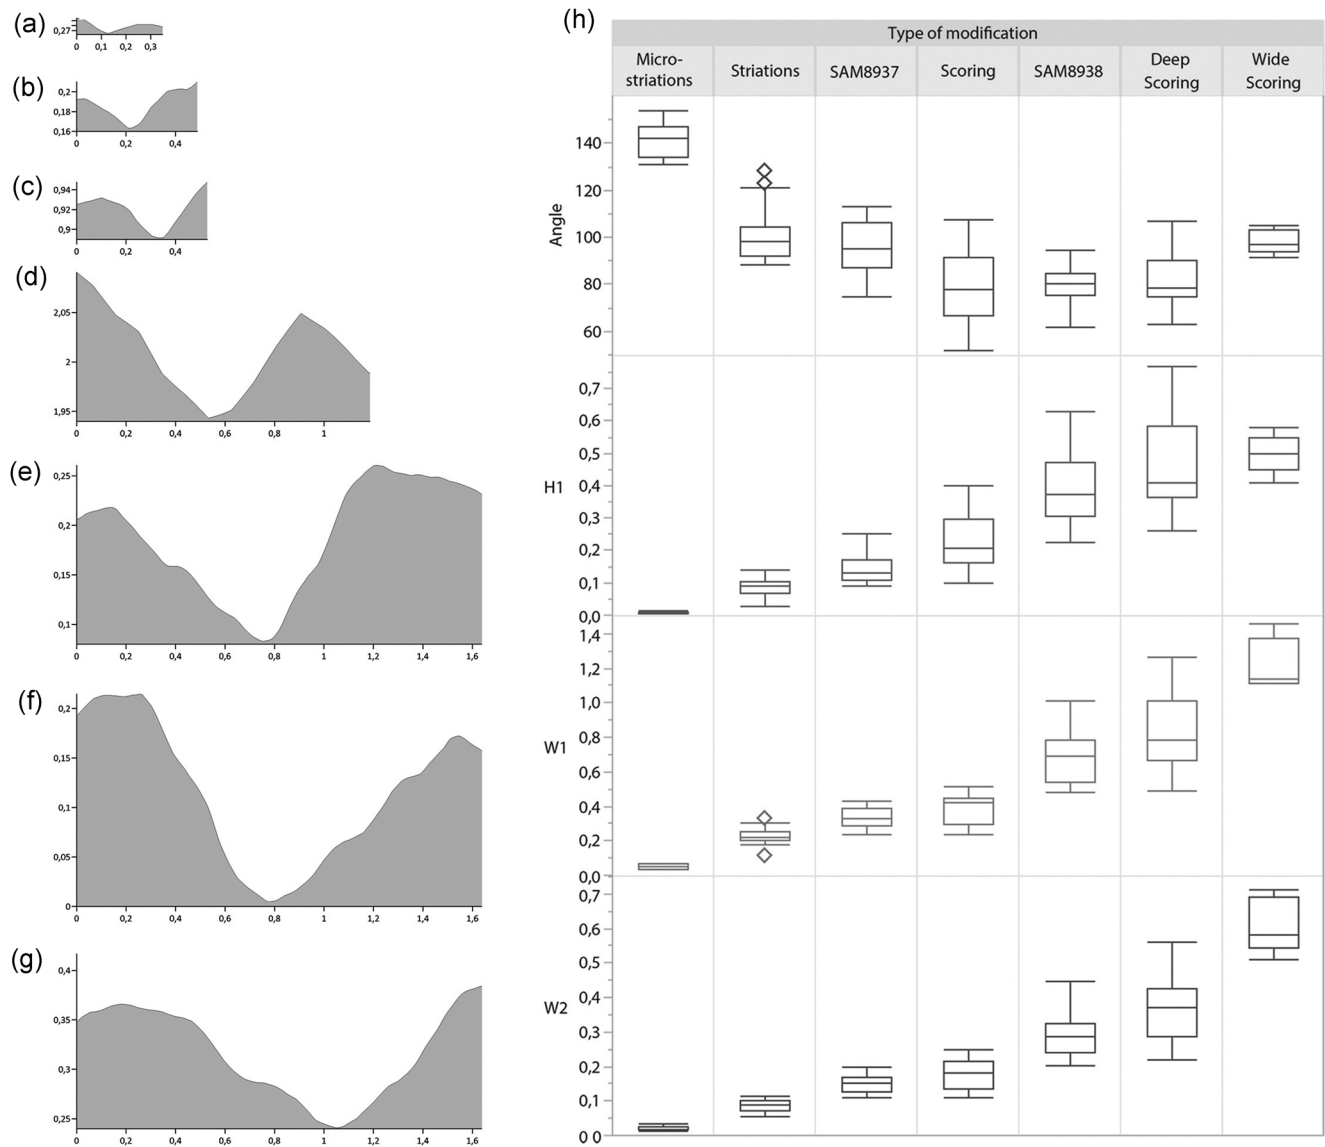 (a)
0,27
0 0,1 0,2 0,3
(b)
0,2
0,18
0,16
0 0,2 0,4
(c)
0,94
0,92
0,9
0 0,2 0,4
(d)
2,05
2
1,95
0 0,2 0,4 0,6 0,8 1
(e)
0,25
0,2
0,15
0,1
0 0,2 0,4 0,6 0,8 1 1,2 1,4 1,6
(f)
0,2
0,15
0,1
0,05
0
0 0,2 0,4 0,6 0,8 1 1,2 1,4 1,6
(g)
0,4
0,35
0,3
0,25
0 0,2 0,4 0,6 0,8 1 1,2 1,4 1,6
(h)
Type of modification
Micro-
striations
Striations
SAM8937
Scoring
SAM8938
Deep
Scoring
Wide
Scoring
Angle
140
120
100
80
60
H1
0,7
0,6
0,5
0,4
0,3
0,2
0,1
0,0
W1
1,4
1,2
1,0
0,8
0,6
0,4
0,2
0,0
W2
0,7
0,6
0,5
0,4
0,3
0,2
0,1
0 0